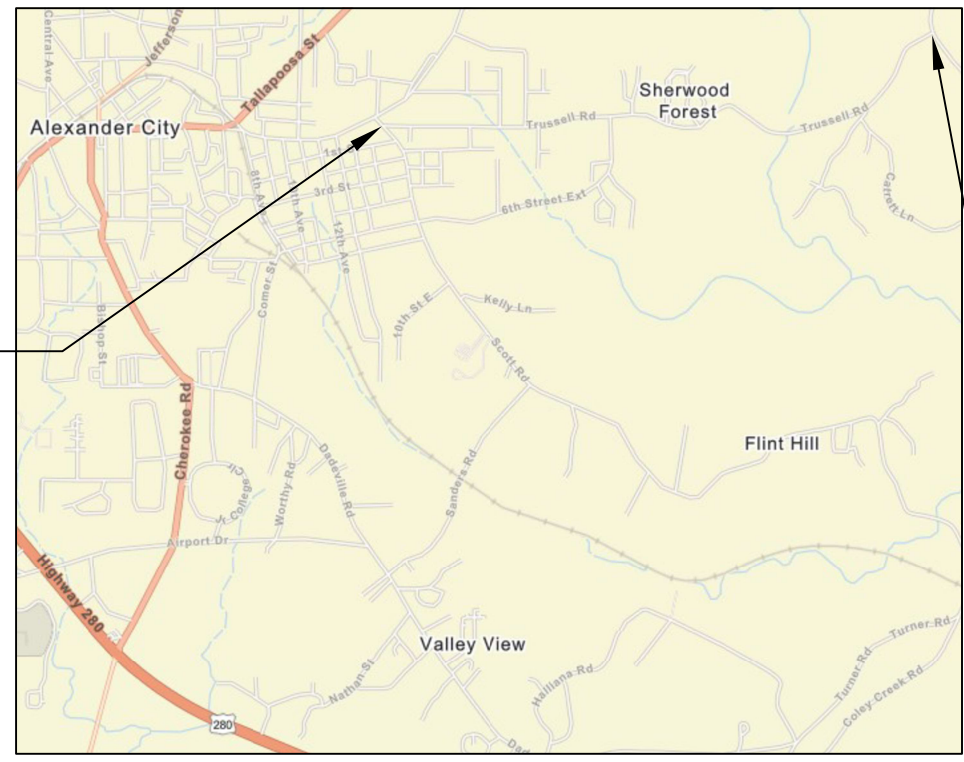 Central Ave
Jefferson
Tallapoosa St
Sherwood
Forest
Alexander City
Trussell Rd
Trussell Rd
1st
8th Ave
3rd St
12th Ave
6th Street Ext
Catrett Ln
Comer St
Bishop St
10th St E
Kelly Ln
Scott Rd
Cherokee Rd
Flint Hill
Dadeville Rd
Worthy Rd
Jr College Cir
Sanders Rd
Airport Dr
Highway 280
Valley View
Turner Rd
Turner Rd
Nathan St
Halliana Rd
Coley Creek Rd
280